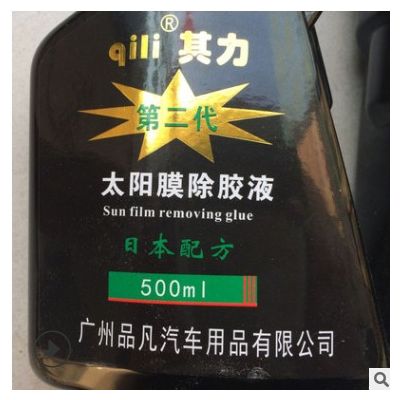 qili® 其力
第二代
太阳膜除胶液
Sun film removing glue
日本配方
500ml
广州品凡汽车用品有限公司